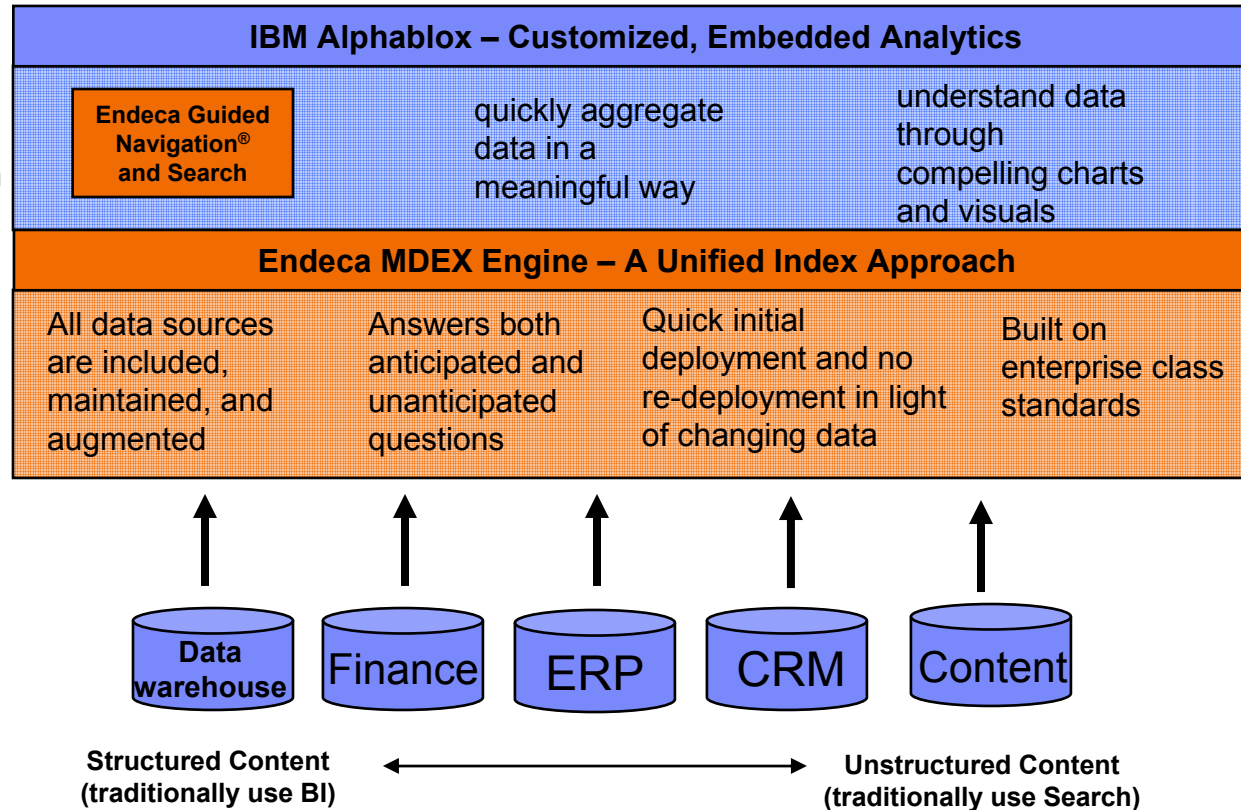 IBM Alphablox – Customized, Embedded Analytics
Endeca Guided
Navigation®
and Search
quickly aggregate
data in a
meaningful way
understand data
through
compelling charts
and visuals
Endeca MDEX Engine – A Unified Index Approach
All data sources
are included,
maintained, and
augmented
Answers both
anticipated and
unanticipated
questions
Quick initial
deployment and no
re-deployment in light
of changing data
Built on
enterprise class
standards
Data
warehouse
Finance
ERP
CRM
Content
Structured Content
(traditionally use BI)
Unstructured Content
(traditionally use Search)